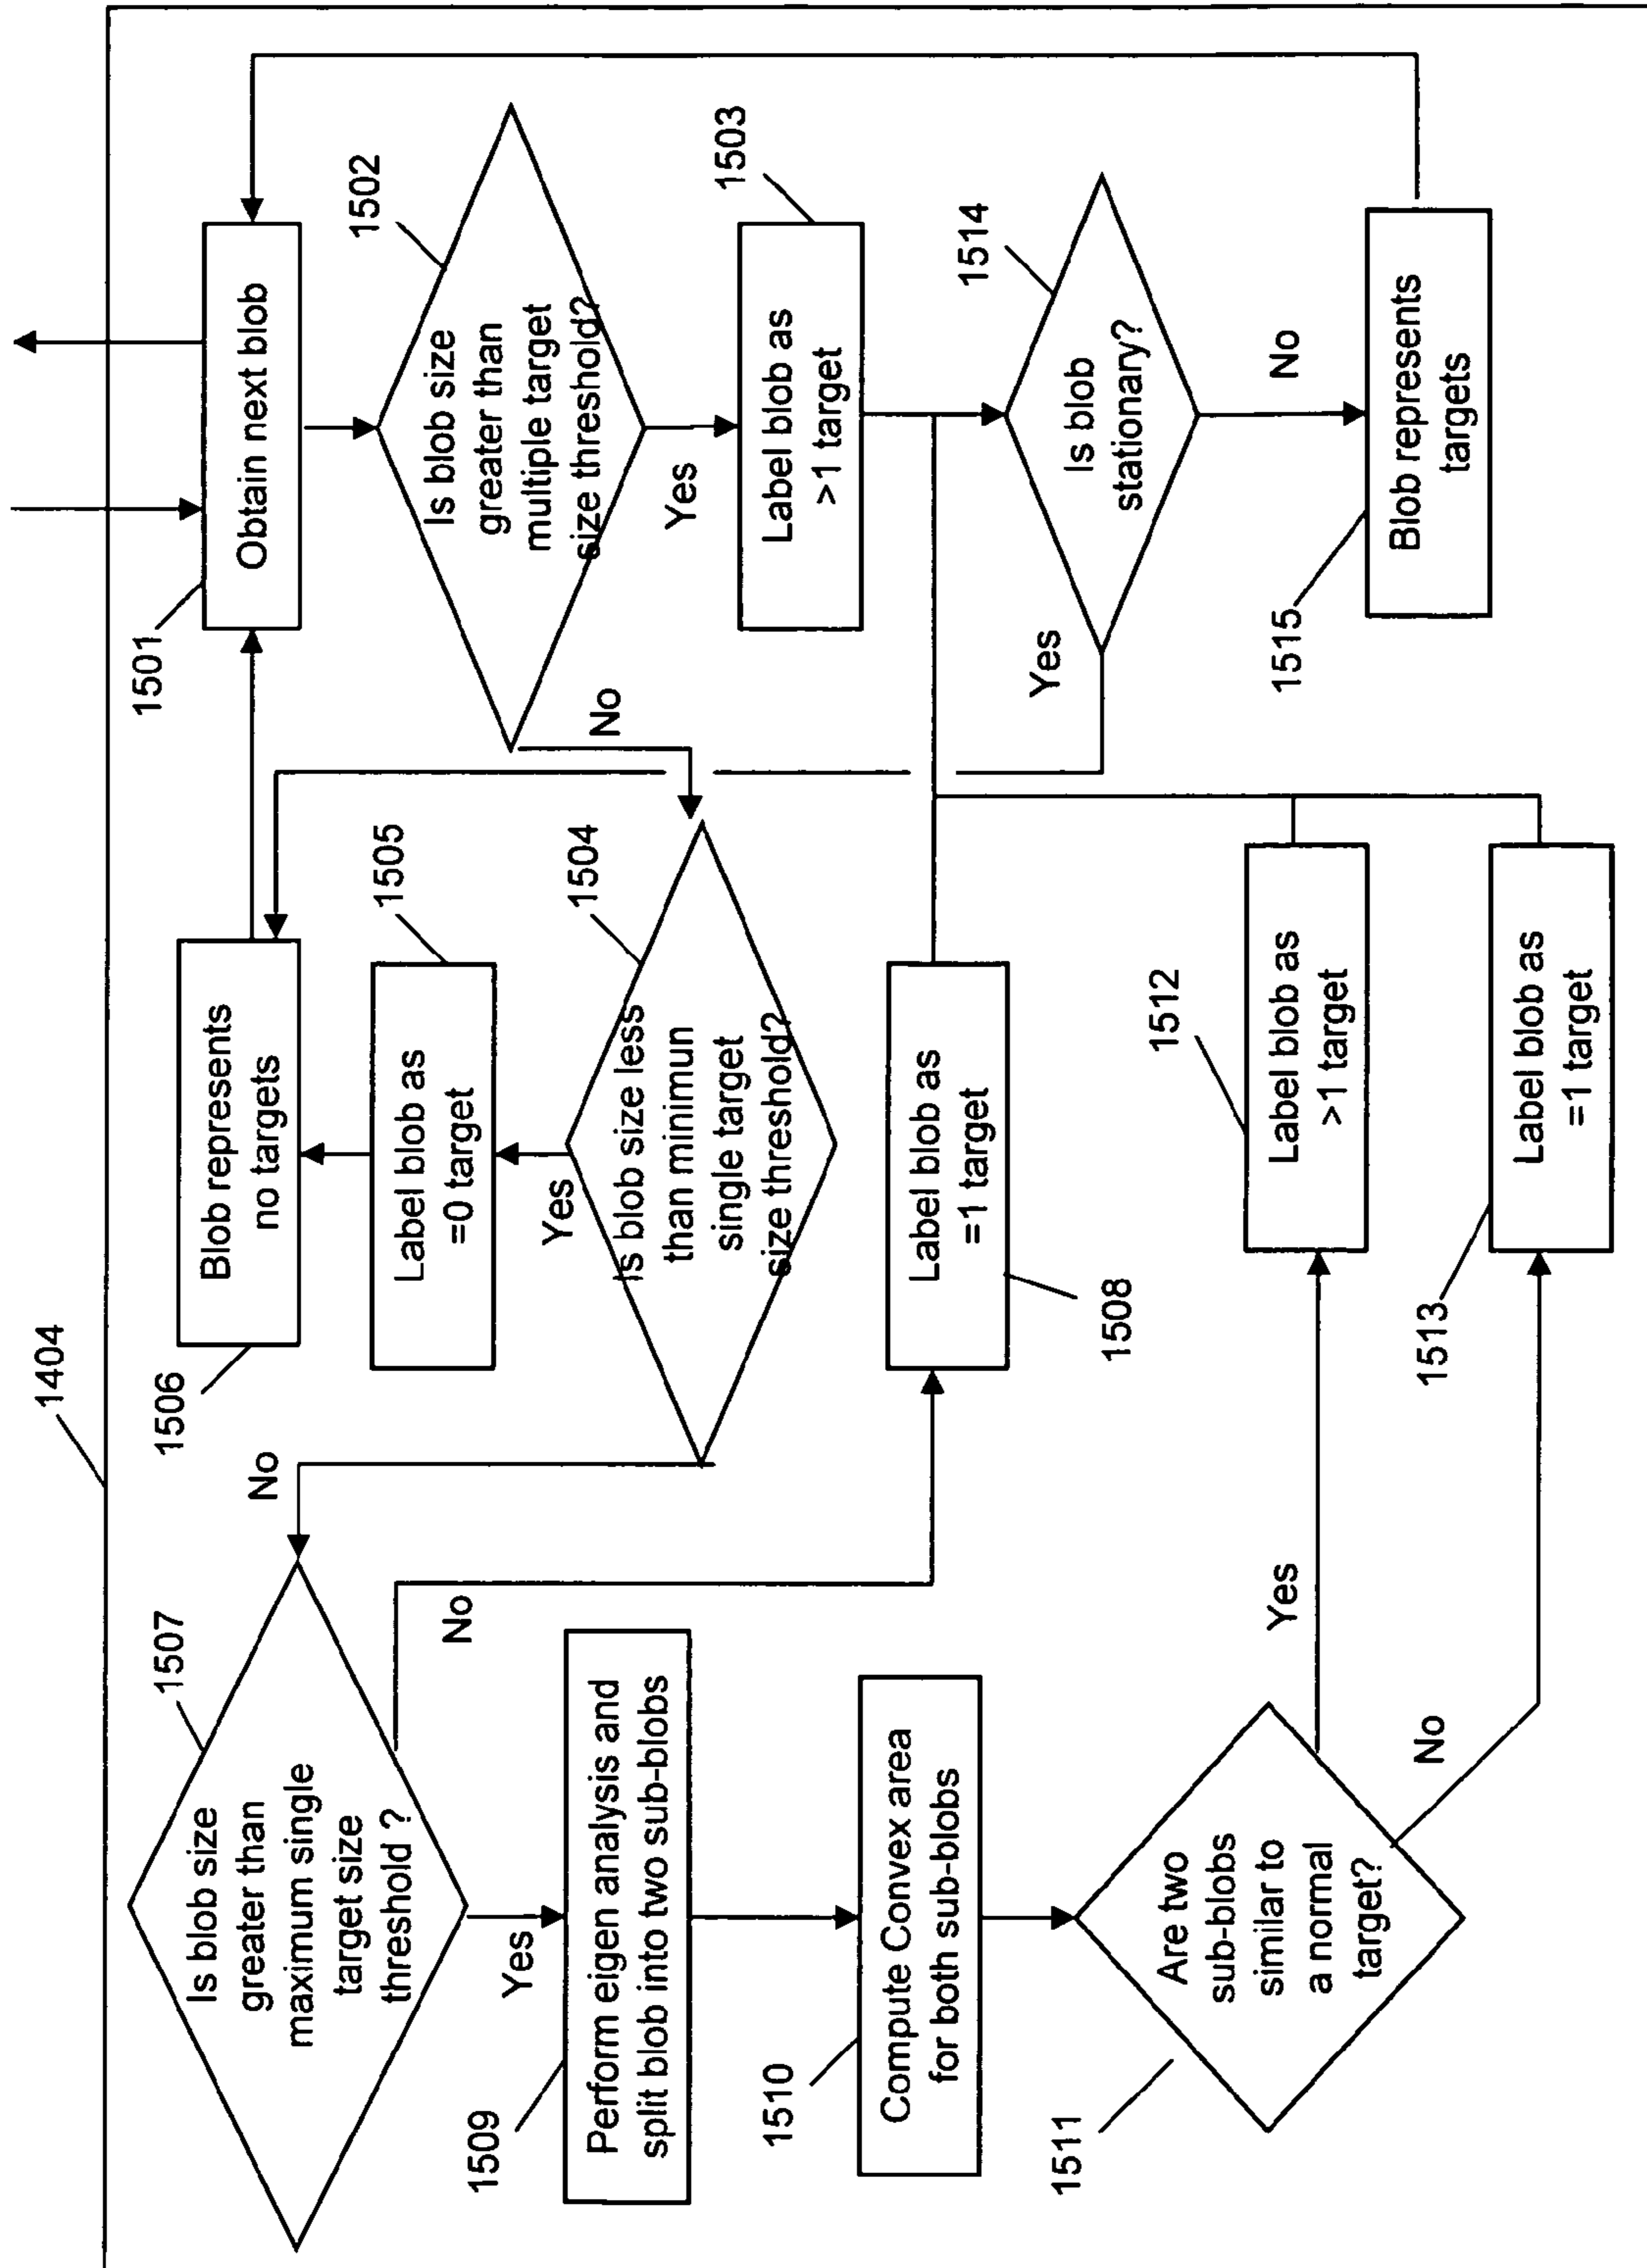 1404
1501
Obtain next blob
1502
Is blob size
greater than
multiple target
size threshold?
Yes
No
1503
Label blob as
>1 target
1514
Is blob
stationary?
Yes
No
1515
Blob represents
targets
1506
Blob represents
no targets
1505
Label blob as
=0 target
1504
Is blob size less
than minimun
single target
size threshold?
Yes
No
1508
Label blob as
=1 target
1512
Label blob as
>1 target
1513
Label blob as
=1 target
1507
Is blob size
greater than
maximum single
target size
threshold ?
No
Yes
1509
Perform eigen analysis and
split blob into two sub-blobs
1510
Compute Convex area
for both sub-blobs
1511
Are two
sub-blobs
similar to
a normal
target?
Yes
No